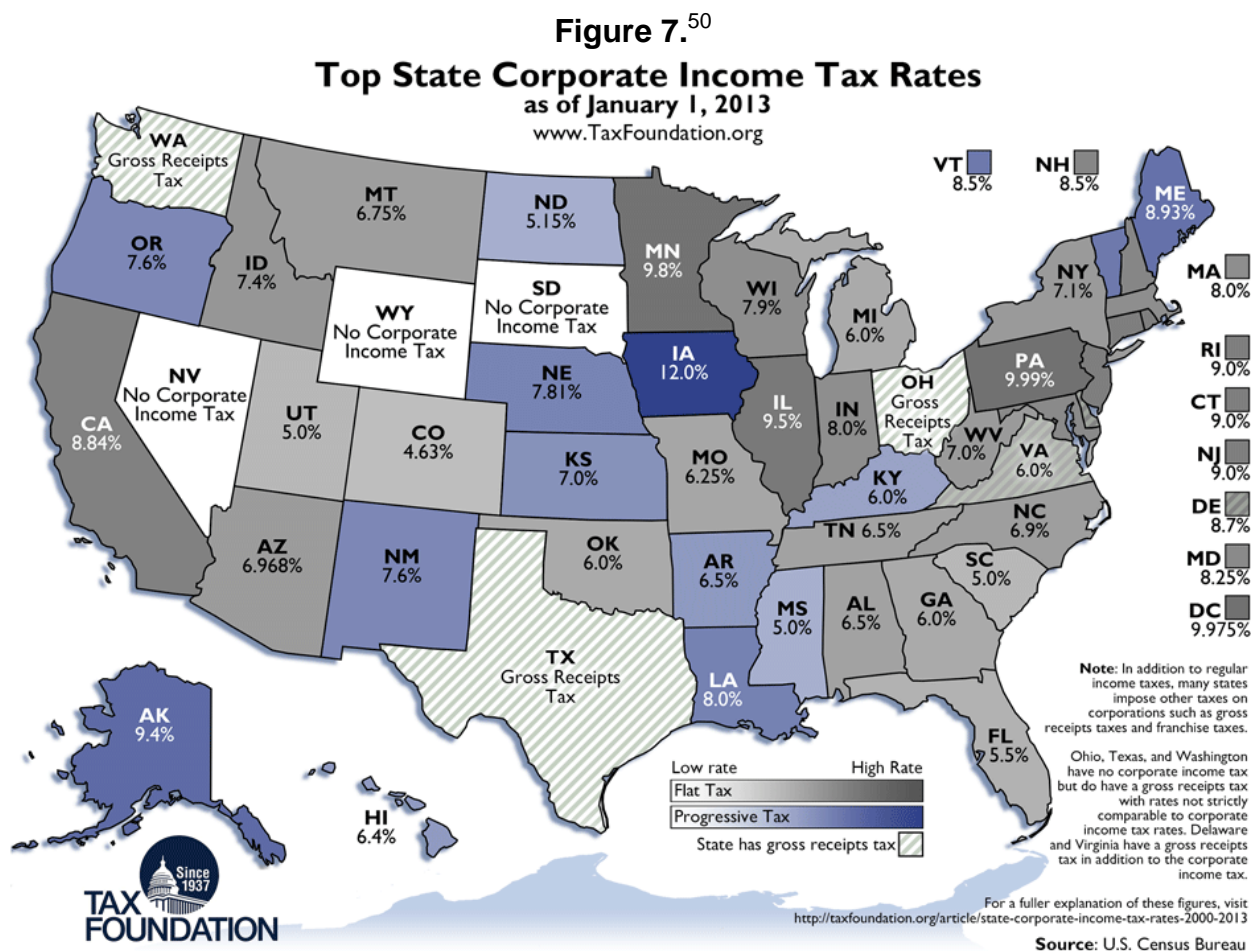 Figure 7.50
Top State Corporate Income Tax Rates
as of January 1, 2013
www.TaxFoundation.org
WA
Gross Receipts
Tax
MT
6.75%
ND
5.15%
MN
9.8%
VT
8.5%
NH
8.5%
ME
8.93%
OR
7.6%
ID
7.4%
WY
No Corporate
Income Tax
SD
No Corporate
Income Tax
WI
7.9%
MI
6.0%
NY
7.1%
MA
8.0%
NV
No Corporate
Income Tax
CA
8.84%
UT
5.0%
CO
4.63%
NE
7.81%
IA
12.0%
IL
9.5%
IN
8.0%
OH
Gross
Receipts
Tax
PA
9.99%
RI
9.0%
CT
9.0%
NJ
9.0%
DE
8.7%
MD
8.25%
DC
9.975%
KS
7.0%
MO
6.25%
KY
6.0%
WV
7.0%
VA
6.0%
AZ
6.968%
NM
7.6%
OK
6.0%
AR
6.5%
TN 6.5%
NC
6.9%
SC
5.0%
MS
5.0%
AL
6.5%
GA
6.0%
TX
Gross Receipts
Tax
LA
8.0%
FL
5.5%
AK
9.4%
HI
6.4%
Low rate
High Rate
Flat Tax
Progressive Tax
State has gross receipts tax
Note: In addition to regular
income taxes, many states
impose other taxes on
corporations such as gross
receipts taxes and franchise taxes.
Ohio, Texas, and Washington
have no corporate income tax
but do have a gross receipts tax
with rates not strictly
comparable to corporate
income tax rates. Delaware
and Virginia have a gross receipts
tax in addition to the corporate
income tax.
For a fuller explanation of these figures, visit
http://taxfoundation.org/article/state-corporate-income-tax-rates-2000-2013
Source: U.S. Census Bureau
Since
1937
TAX
FOUNDATION